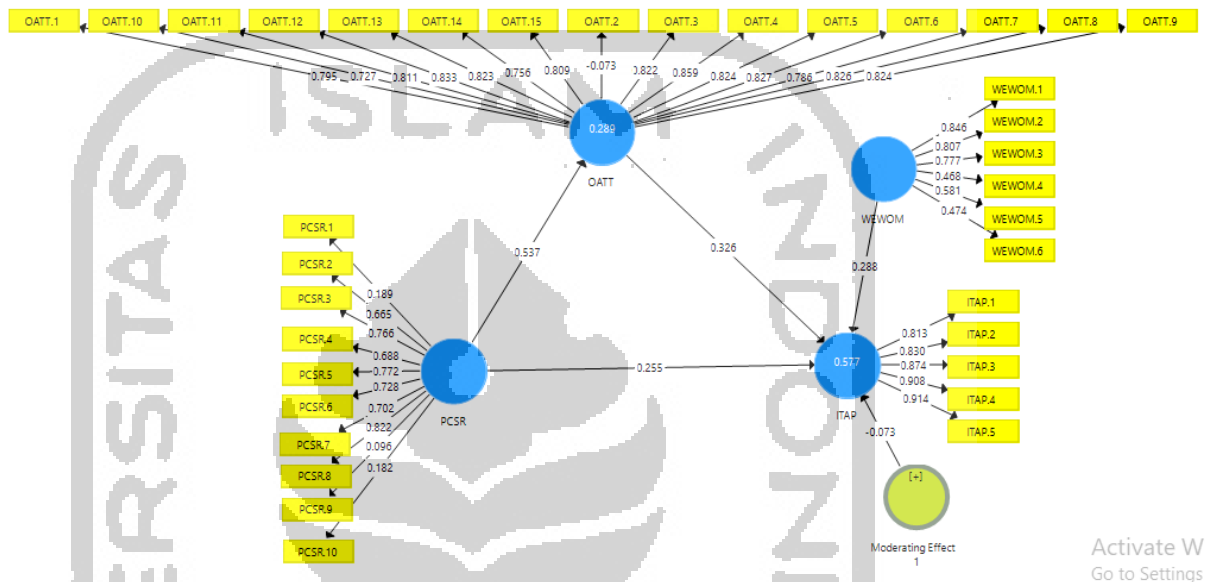 OATT.1 OATT.10 OATT.11 OATT.12 OATT.13 OATT.14 OATT.15 OATT.2 OATT.3 OATT.4 OATT.5 OATT.6 OATT.7 OATT.8 OATT.9
0.795 0.727 0.811 0.833 0.823 0.756 0.809 -0.073 0.822 0.859 0.824 0.827 0.786 0.826 0.824
ISLAM
0.289
OATT
WEWOM.1
WEWOM.2
WEWOM.3
WEWOM.4
WEWOM.5
WEWOM.6
0.846
0.807
0.777
0.468
0.581
0.474
WEWOM
0.288
0.326
0.537
PCSR.1
PCSR.2
PCSR.3
PCSR.4
PCSR.5
PCSR.6
PCSR.7
PCSR.8
PCSR.9
PCSR.10
0.189
0.665
0.766
0.688
0.772
0.728
0.702
0.822
0.096
0.182
PCSR
0.255
0.577
ITAP
ITAP.1
ITAP.2
ITAP.3
ITAP.4
ITAP.5
0.813
0.830
0.874
0.908
0.914
-0.073
[+]
Moderating Effect
1
ERSITAS
Activate W
Go to Settings